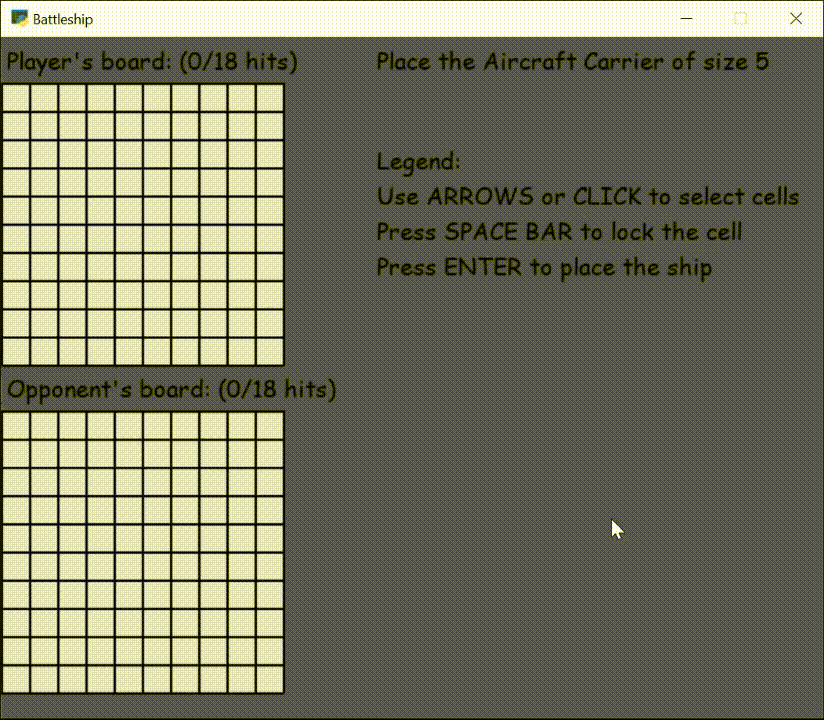 Battleship
Player's board: (0/18 hits)
Place the Aircraft Carrier of size 5
Legend:
Use ARROWS or CLICK to select cells
Press SPACE BAR to lock the cell
Press ENTER to place the ship
Opponent's board: (0/18 hits)